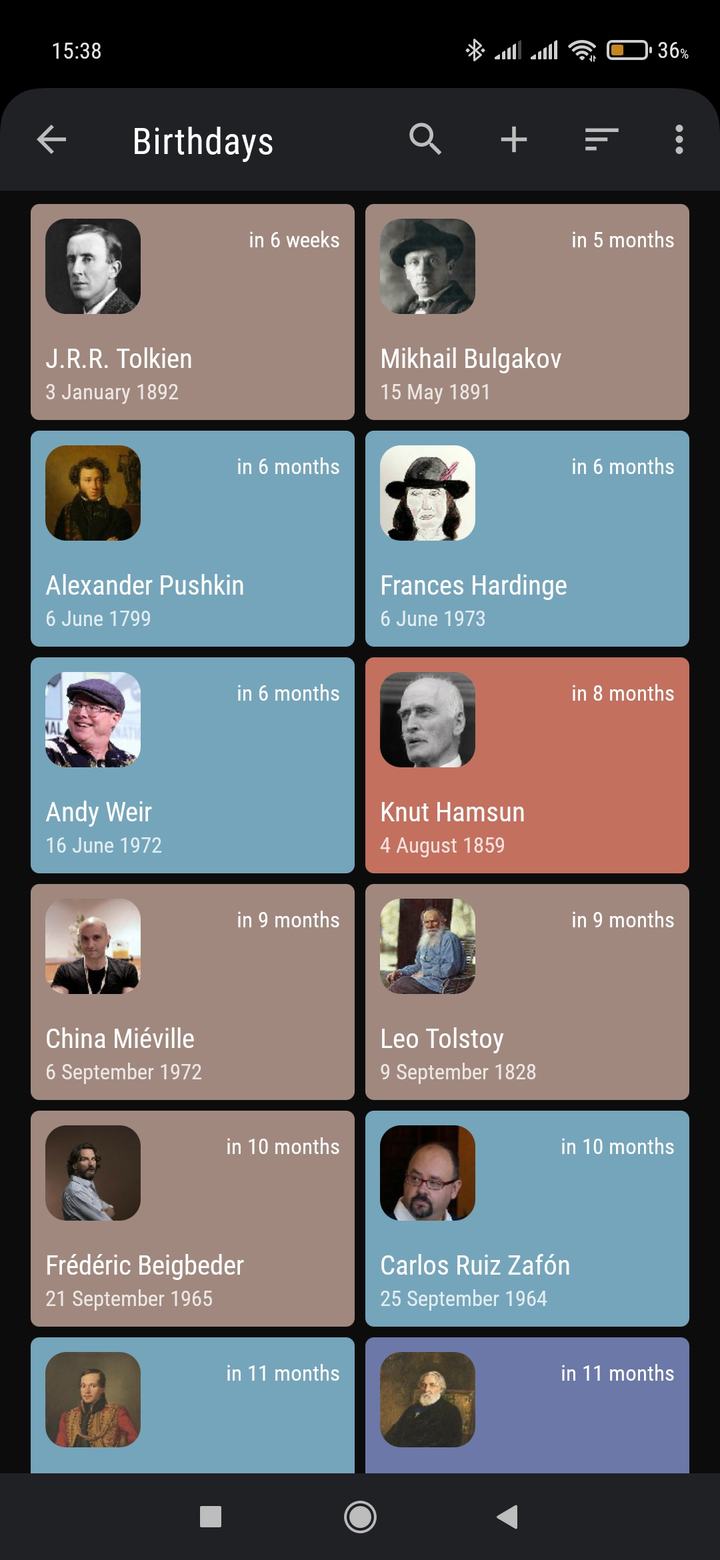 15:38
36%
Birthdays
in 6 weeks
J.R.R. Tolkien
3 January 1892
in 5 months
Mikhail Bulgakov
15 May 1891
in 6 months
Alexander Pushkin
6 June 1799
in 6 months
Frances Hardinge
6 June 1973
in 6 months
Andy Weir
16 June 1972
in 8 months
Knut Hamsun
4 August 1859
in 9 months
China Miéville
6 September 1972
in 9 months
Leo Tolstoy
9 September 1828
in 10 months
Frédéric Beigbeder
21 September 1965
in 10 months
Carlos Ruiz Zafón
25 September 1964
in 11 months
in 11 months